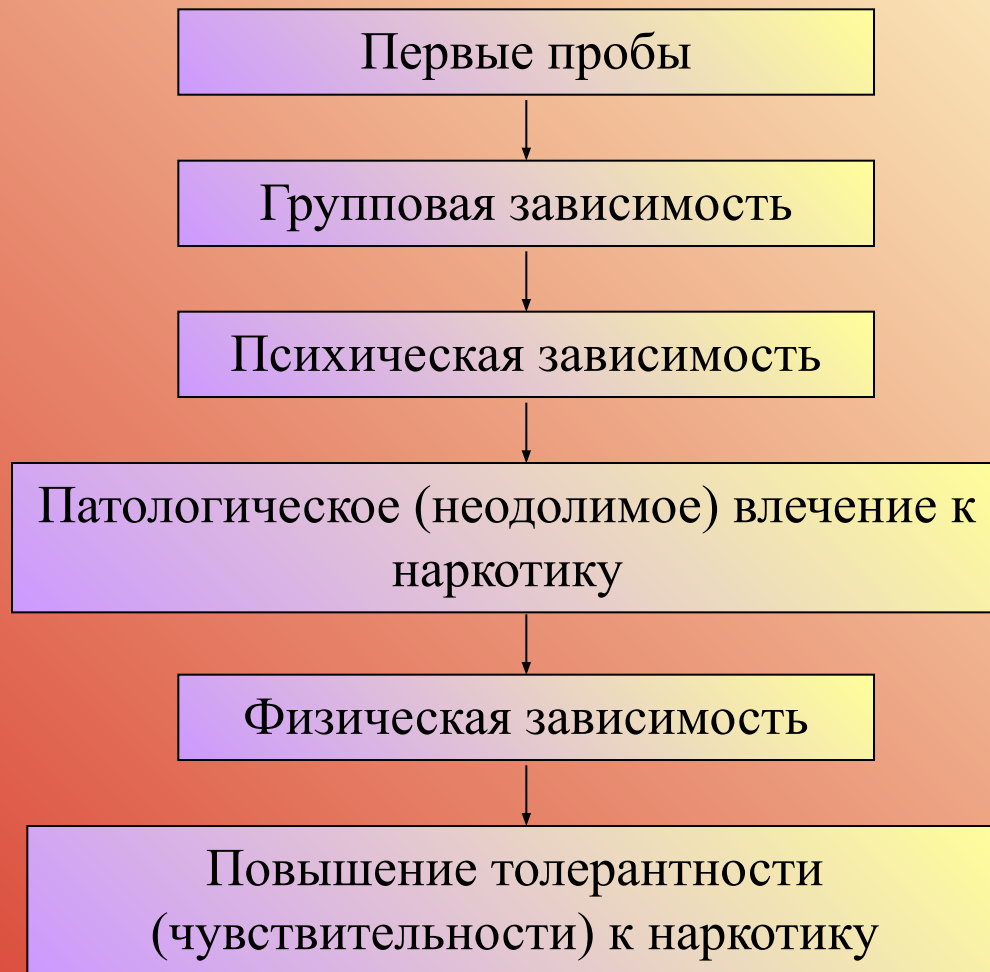 Первые пробы
Групповая зависимость
Психическая зависимость
Патологическое (неодолимое) влечение к
наркотику
Физическая зависимость
Повышение толерантности
(чувствительности) к наркотику